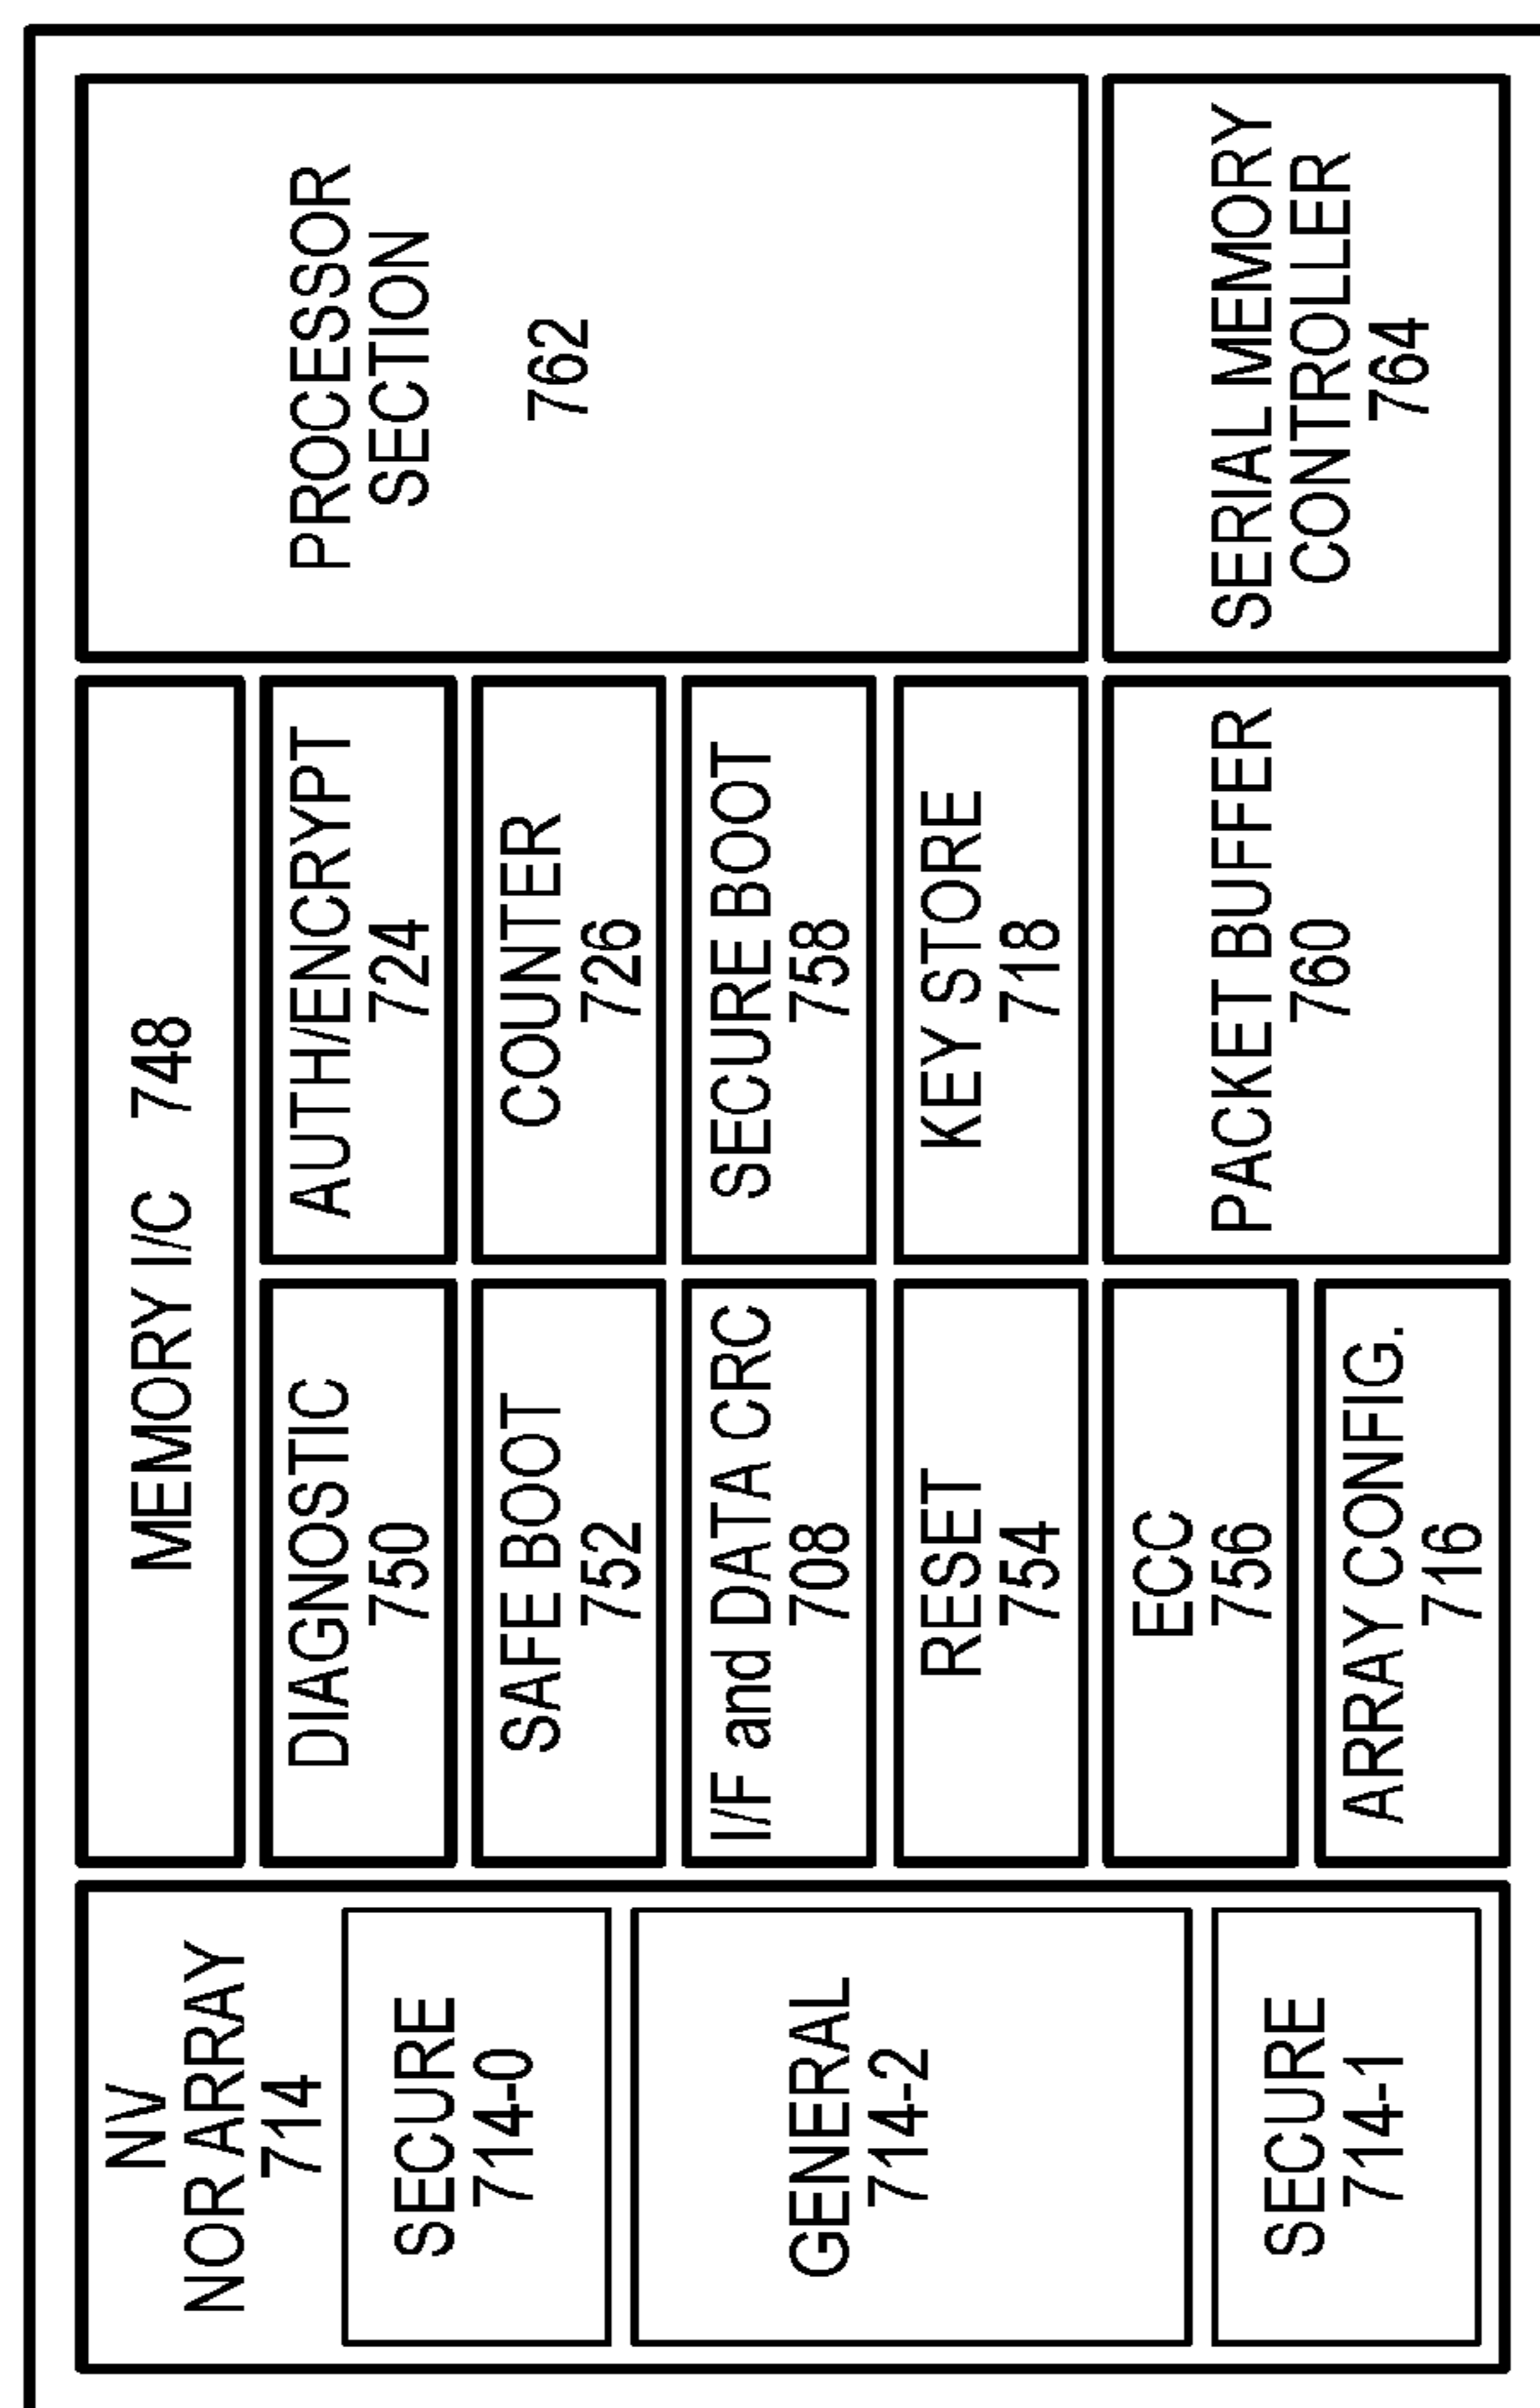 NV
NOR ARRAY
714
SECURE
714-0
GENERAL
714-2
SECURE
714-1
MEMORY I/C 748
DIAGNOSTIC
750
AUTH/ENCRYPT
724
SAFE BOOT
752
COUNTER
726
I/F and DATA CRC
708
SECURE BOOT
758
RESET
754
KEY STORE
718
ECC
756
ARRAY CONFIG.
716
PACKET BUFFER
760
PROCESSOR
SECTION
762
SERIAL MEMORY
CONTROLLER
764